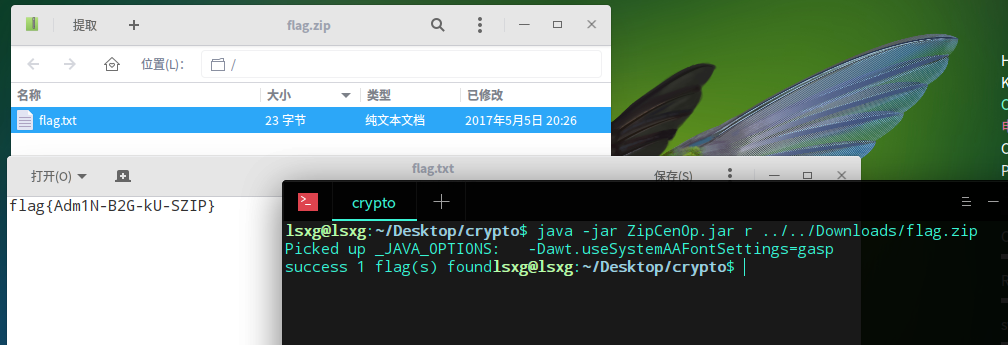 提取
flag.zip
位置(L):
/
名称 大小 类型 已修改
flag.txt 23 字节 纯文本文档 2017年5月5日 20:26
打开(O)
flag.txt
保存(S)
flag{Adm1N-B2G-kU-SZIP}
crypto
lsxg@lsxg:~/Desktop/crypto$ java -jar ZipCenOp.jar r ../../Downloads/flag.zip
Picked up _JAVA_OPTIONS:   -Dawt.useSystemAAFontSettings=gasp
success 1 flag(s) foundlsxg@lsxg:~/Desktop/crypto$